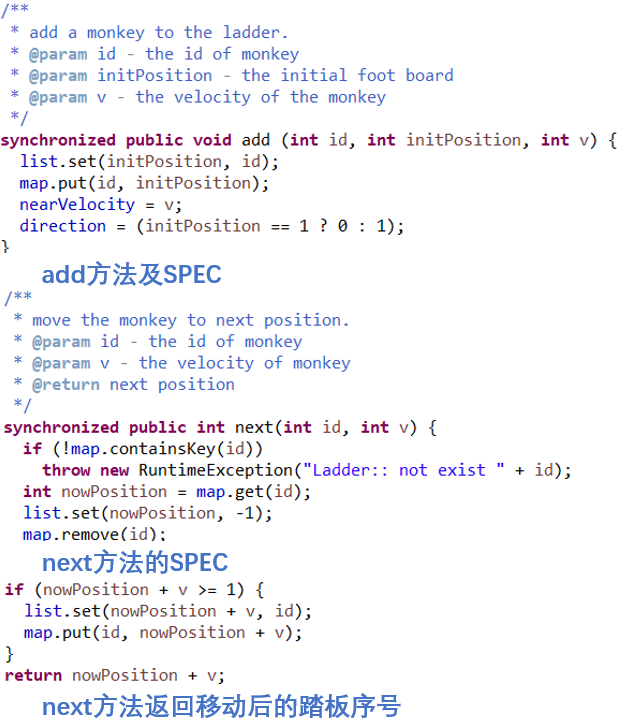 /**
 * add a monkey to the ladder.
 * @param id - the id of monkey
 * @param initPosition - the initial foot board
 * @param v - the velocity of the monkey
 */
synchronized public void add (int id, int initPosition, int v) {
  list.set(initPosition, id);
  map.put(id, initPosition);
  nearVelocity = v;
  direction = (initPosition == 1 ? 0 : 1);
}
add方法及SPEC
/**
 * move the monkey to next position.
 * @param id - the id of monkey
 * @param v - the velocity of monkey
 * @return next position
 */
synchronized public int next(int id, int v) {
  if (!map.containsKey(id))
    throw new RuntimeException("Ladder:: not exist " + id);
  int nowPosition = map.get(id);
  list.set(nowPosition, -1);
  map.remove(id);
next方法的SPEC
if (nowPosition + v >= 1) {
  list.set(nowPosition + v, id);
  map.put(id, nowPosition + v);
}
return nowPosition + v;
next方法返回移动后的踏板序号